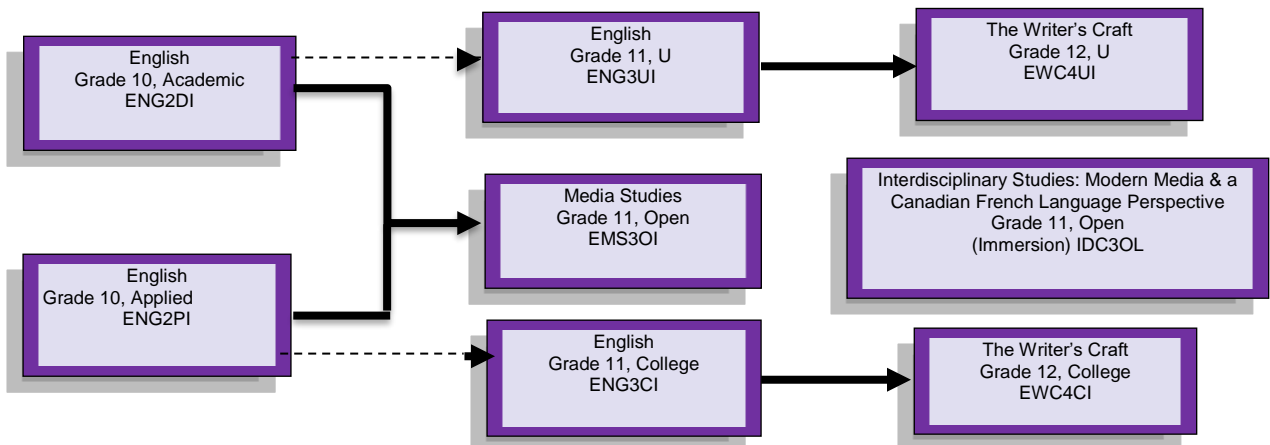 English
Grade 10, Academic
ENG2DI
English
Grade 11, U
ENG3UI
The Writer's Craft
Grade 12, U
EWC4UI
Media Studies
Grade 11, Open
EMS3OI
Interdisciplinary Studies: Modern Media & a
Canadian French Language Perspective
Grade 11, Open
(Immersion) IDC3OL
English
Grade 10, Applied
ENG2PI
English
Grade 11, College
ENG3CI
The Writer's Craft
Grade 12, College
EWC4CI